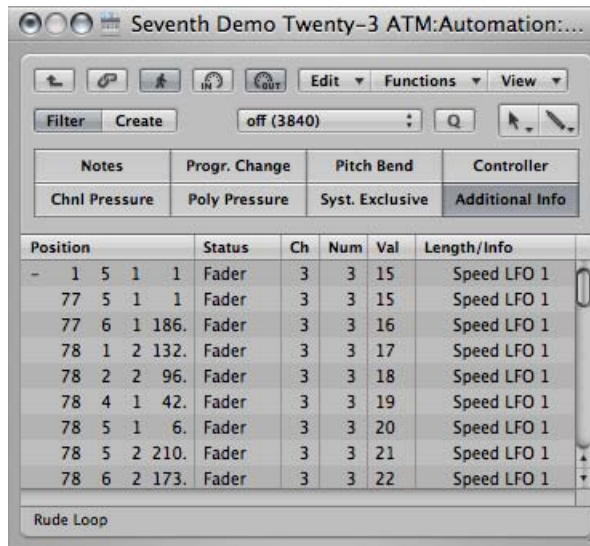 Seventh Demo Twenty-3 ATM:Automation:...
IN OUT Edit Functions View
Filter Create off (3840) Q
Notes Progr. Change Pitch Bend Controller
Chnl Pressure Poly Pressure Syst. Exclusive Additional Info
Position Status Ch Num Val Length/Info
- 1 5 1 1 Fader 3 3 15 Speed LFO 1
77 5 1 1 Fader 3 3 15 Speed LFO 1
77 6 1 186. Fader 3 3 16 Speed LFO 1
78 1 2 132. Fader 3 3 17 Speed LFO 1
78 2 2 96. Fader 3 3 18 Speed LFO 1
78 4 1 42. Fader 3 3 19 Speed LFO 1
78 5 1 6. Fader 3 3 20 Speed LFO 1
78 5 2 210. Fader 3 3 21 Speed LFO 1
78 6 2 173. Fader 3 3 22 Speed LFO 1
Rude Loop